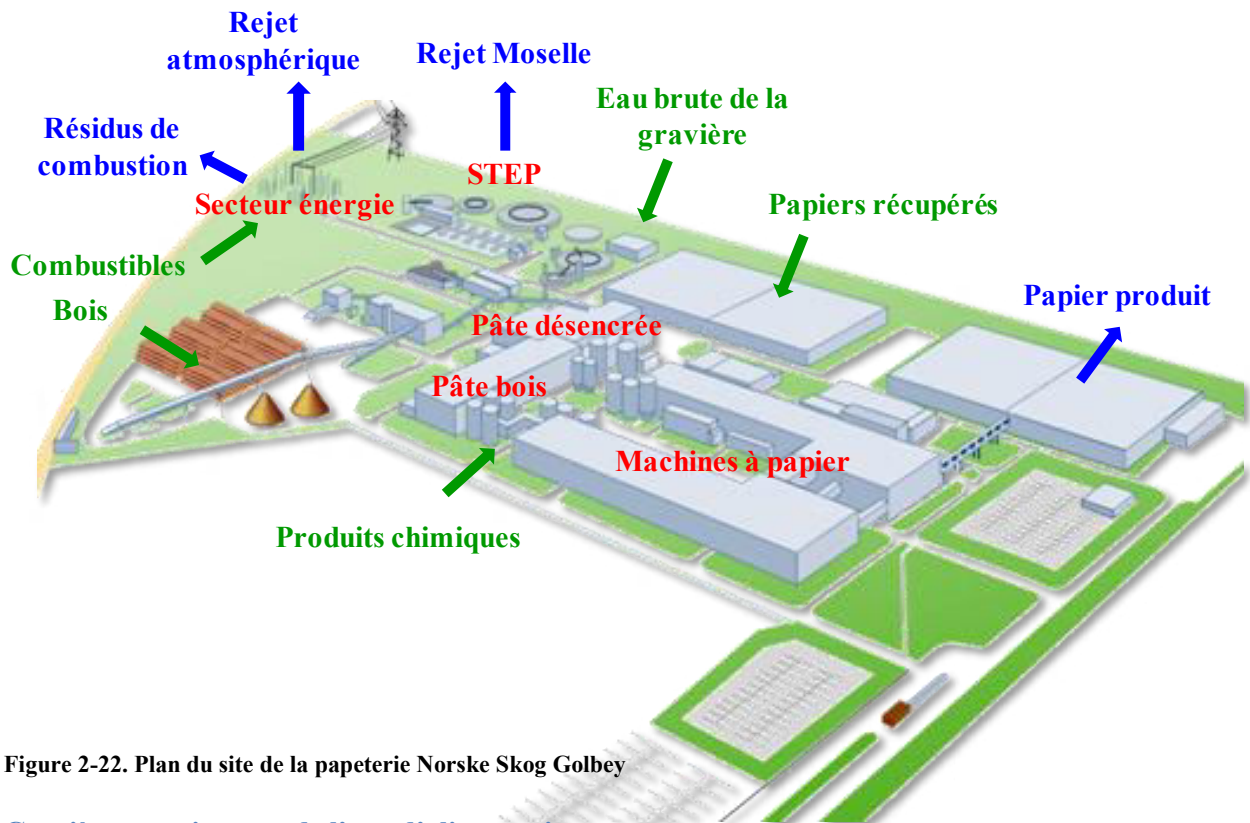 Rejet
atmosphérique
Rejet Moselle
Eau brute de la
gravière
Résidus de
combustion
STEP
Secteur énergie
Papiers récupérés
Combustibles
Bois
Papier produit
Pâte désencrée
Pâte bois
Machines à papier
Produits chimiques
Figure 2-22. Plan du site de la papeterie Norske Skog Golbey